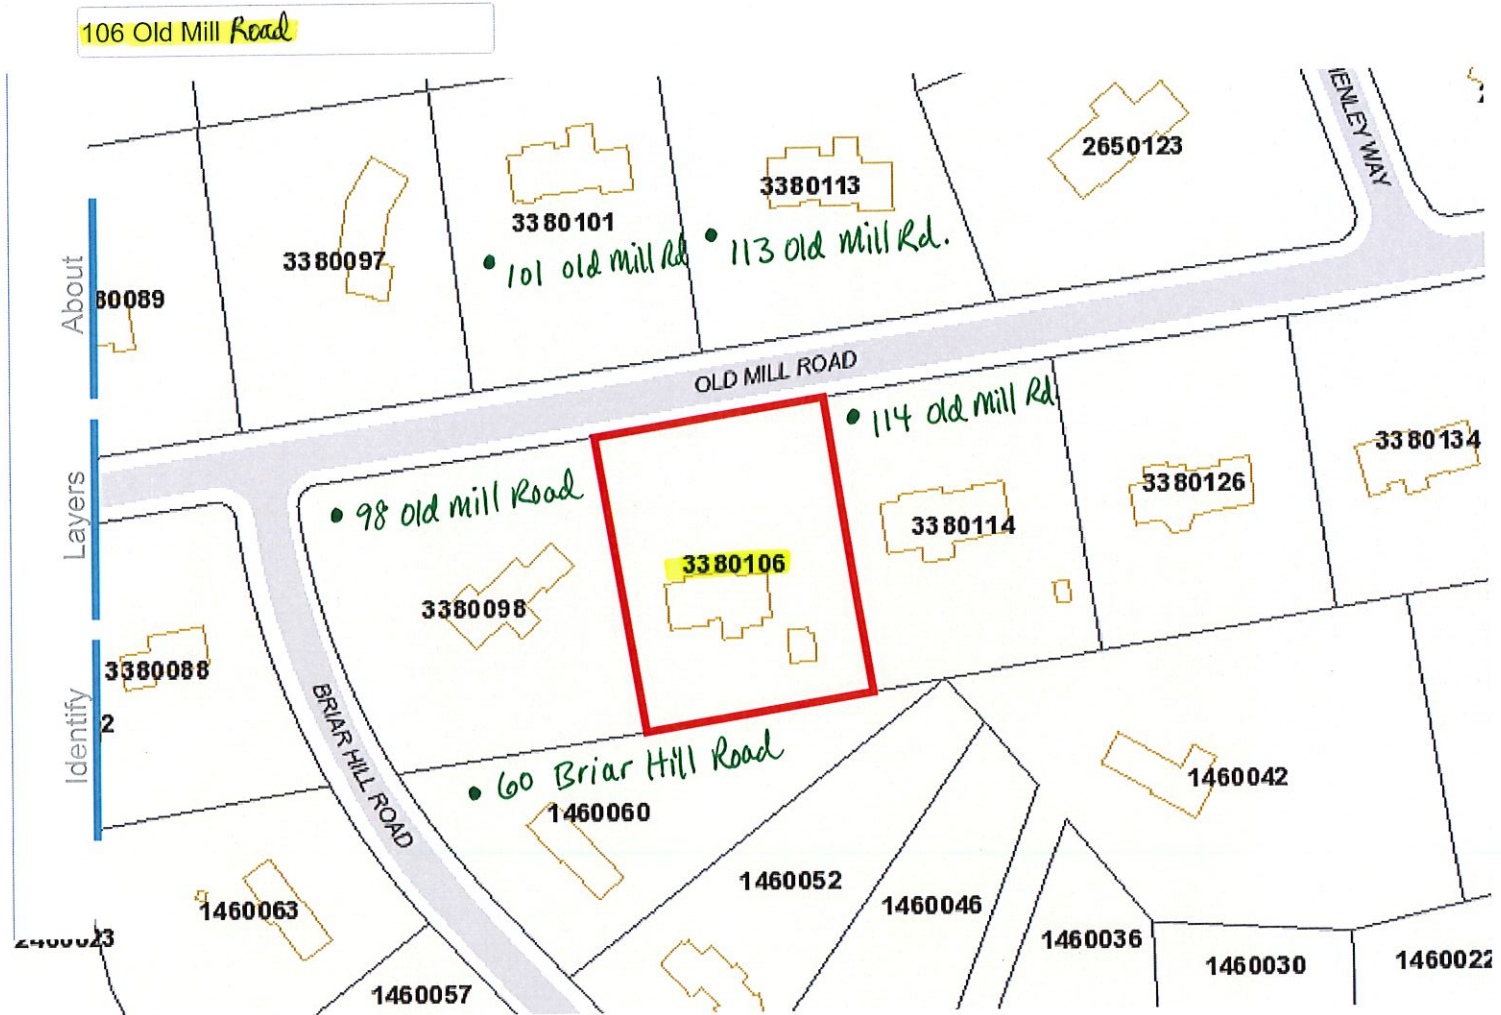 106 Old Mill Road
HENLEY WAY
2650123
3380113
3380101
3380097
80089
101 old mill Rd
113 old mill Rd.
About
OLD MILL ROAD
114 old mill Rd.
98 old mill Road
Layers
3380134
3380126
3380114
3380106
3380098
3380088
2
Identify
BRIAR HILL ROAD
60 Briar Hill Road
1460042
1460060
1460052
1460046
1460063
1460036
1460030
1460022
1460057